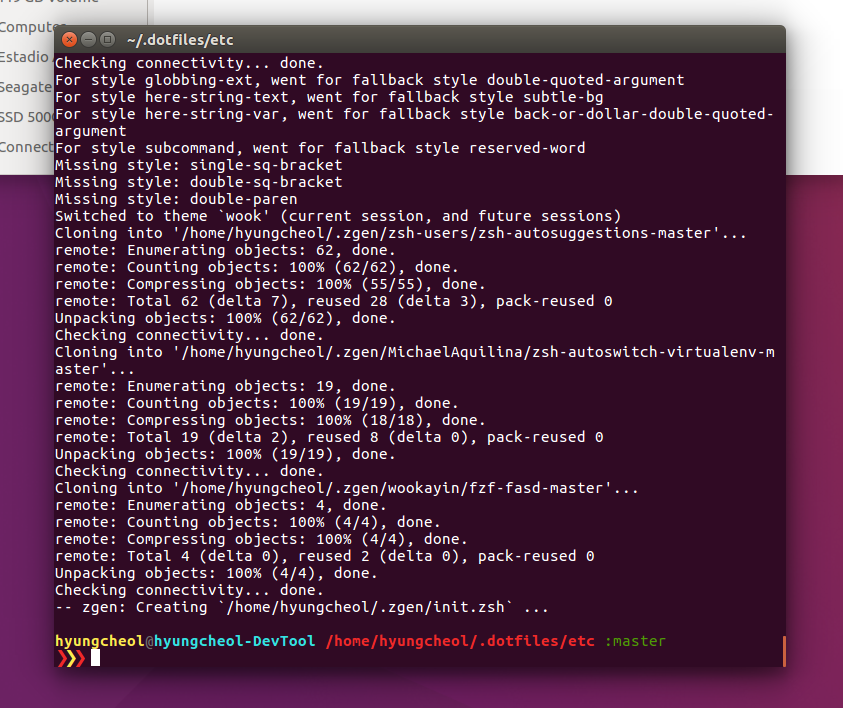 Computer
~/.dotfiles/etc
Estadio
Seagate
SSD 500
Connect
Checking connectivity... done.
For style globbing-ext, went for fallback style double-quoted-argument
For style here-string-text, went for fallback style subtle-bg
For style here-string-var, went for fallback style back-or-dollar-double-quoted-
argument
For style subcommand, went for fallback style reserved-word
Missing style: single-sq-bracket
Missing style: double-sq-bracket
Missing style: double-paren
Switched to theme `wook' (current session, and future sessions)
Cloning into '/home/hyungcheol/.zgen/zsh-users/zsh-autosuggestions-master'...
remote: Enumerating objects: 62, done.
remote: Counting objects: 100% (62/62), done.
remote: Compressing objects: 100% (55/55), done.
remote: Total 62 (delta 7), reused 28 (delta 3), pack-reused 0
Unpacking objects: 100% (62/62), done.
Checking connectivity... done.
Cloning into '/home/hyungcheol/.zgen/MichaelAquilina/zsh-autoswitch-virtualenv-m
aster'...
remote: Enumerating objects: 19, done.
remote: Counting objects: 100% (19/19), done.
remote: Compressing objects: 100% (18/18), done.
remote: Total 19 (delta 2), reused 8 (delta 0), pack-reused 0
Unpacking objects: 100% (19/19), done.
Checking connectivity... done.
Cloning into '/home/hyungcheol/.zgen/wookayin/fzf-fasd-master'...
remote: Enumerating objects: 4, done.
remote: Counting objects: 100% (4/4), done.
remote: Compressing objects: 100% (4/4), done.
remote: Total 4 (delta 0), reused 2 (delta 0), pack-reused 0
Unpacking objects: 100% (4/4), done.
Checking connectivity... done.
-- zgen: Creating `/home/hyungcheol/.zgen/init.zsh` ...
hyungcheol@hyungcheol-DevTool /home/hyungcheol/.dotfiles/etc :master
❯❯❯